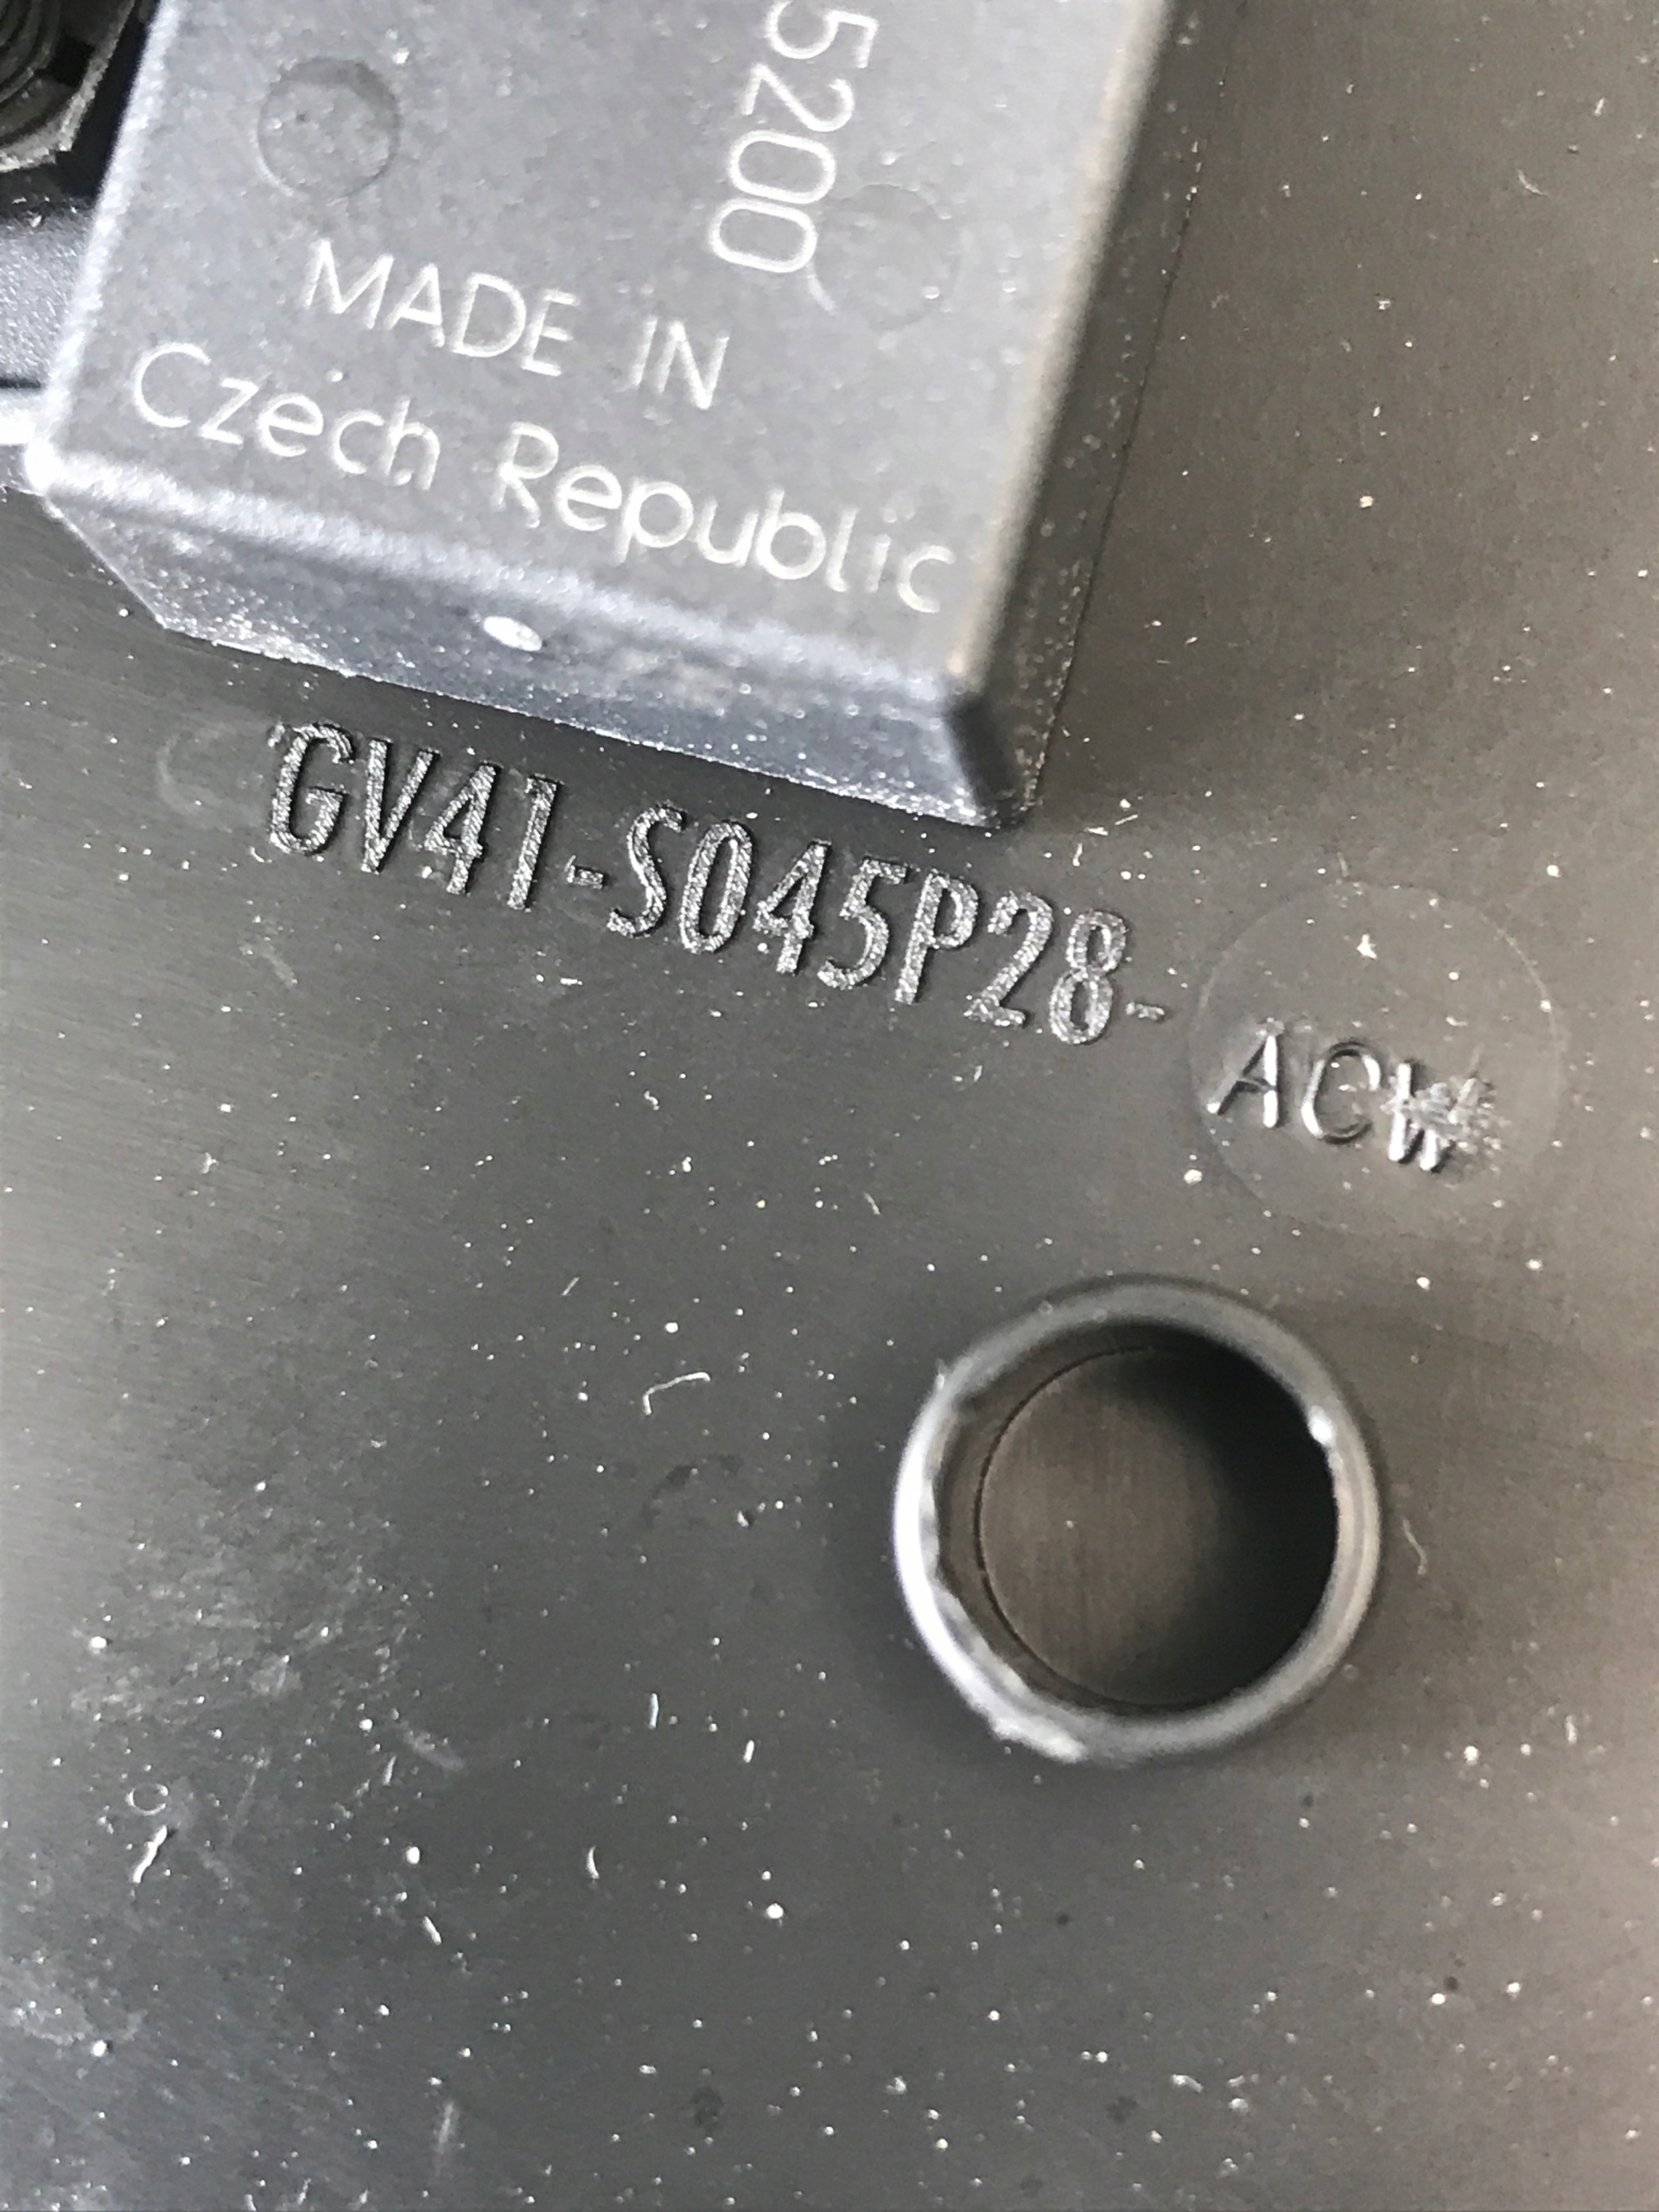 5200
MADE IN
Czech Republic
GV41-S045P28-
ACW